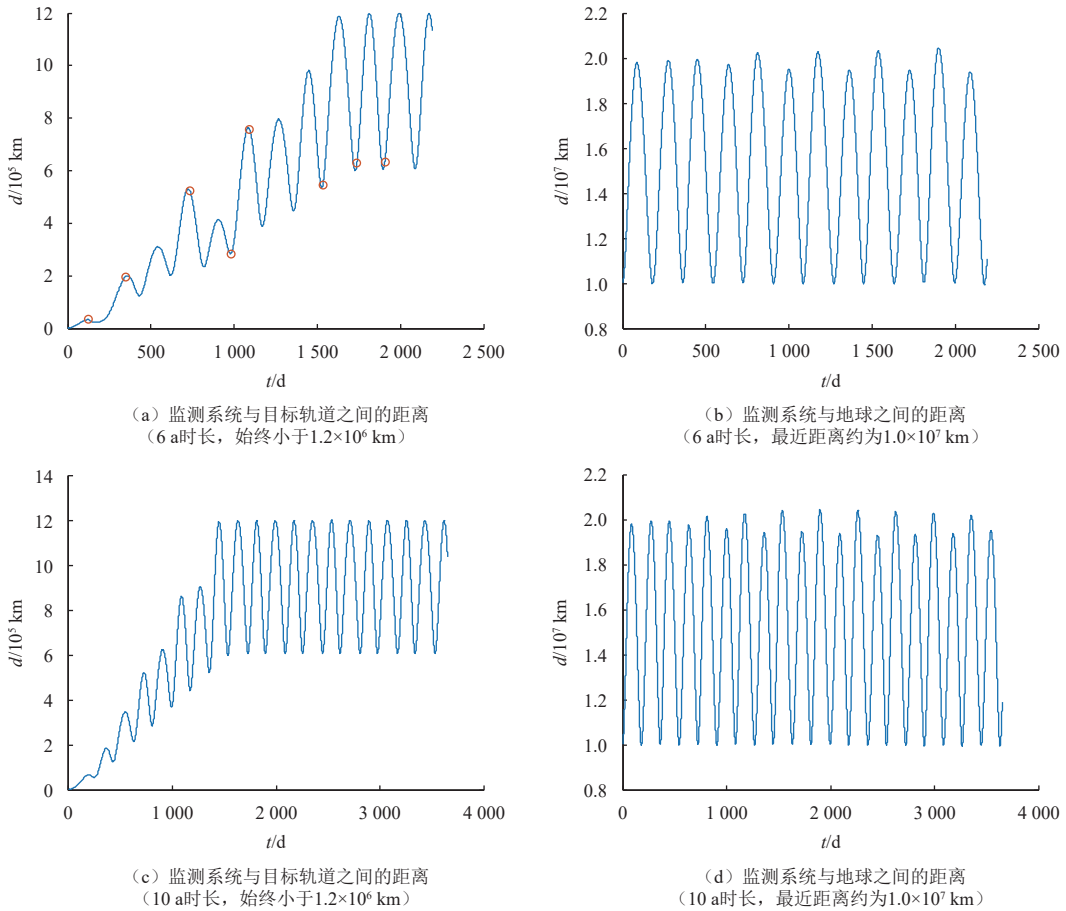 12
10
8
6
4
2
0
d/10⁵ km
0 500 1 000 1 500 2 000 2 500
t/d
(a)监测系统与目标轨道之间的距离
(6 a时长,始终小于1.2×10⁶ km)
2.2
2.0
1.8
1.6
1.4
1.2
1.0
0.8
d/10⁷ km
0 500 1 000 1 500 2 000 2 500
t/d
(b)监测系统与地球之间的距离
(6 a时长,最近距离约为1.0×10⁷ km)
14
12
10
8
6
4
2
0
d/10⁵ km
0 1 000 2 000 3 000 4 000
t/d
(c)监测系统与目标轨道之间的距离
(10 a时长,始终小于1.2×10⁶ km)
2.2
2.0
1.8
1.6
1.4
1.2
1.0
0.8
d/10⁷ km
0 1 000 2 000 3 000 4 000
t/d
(d)监测系统与地球之间的距离
(10 a时长,最近距离约为1.0×10⁷ km)